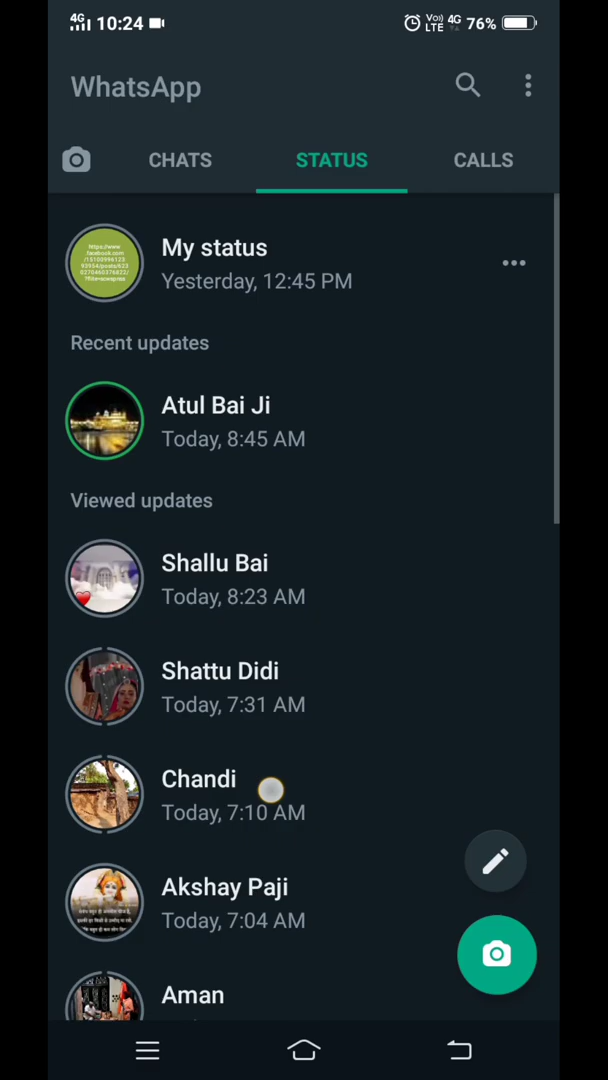 4G 10:24 Vo) LTE 4G 76%
WhatsApp
CHATS STATUS CALLS
https://www.
My status
Yesterday, 12:45 PM
Recent updates
Atul Bai Ji
Today, 8:45 AM
Viewed updates
Shallu Bai
Today, 8:23 AM
Shattu Didi
Today, 7:31 AM
Chandi
Today, 7:10 AM
Akshay Paji
Today, 7:04 AM
Aman